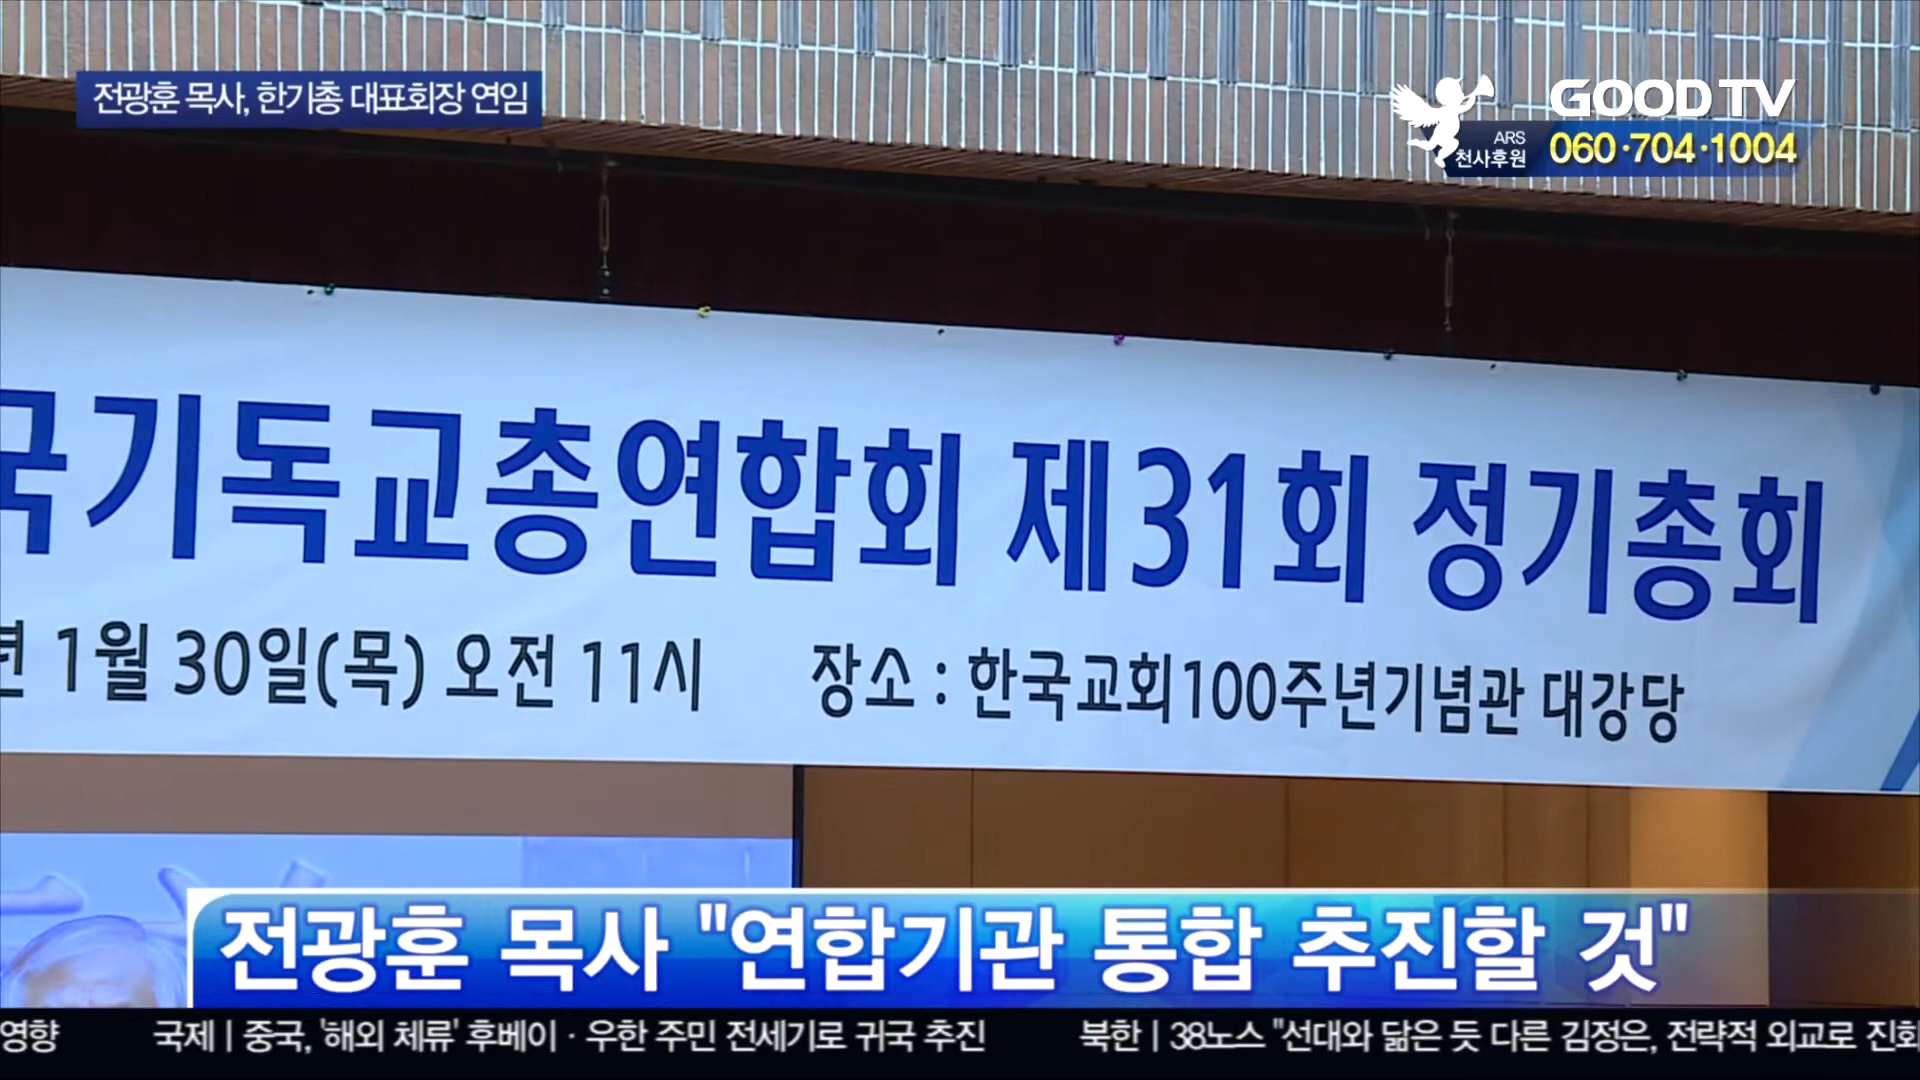 전광훈 목사, 한기총 대표회장 연임
GOODTV
ARS
천사후원
060·704·1004
국기독교총연합회 제31회 정기총회
년 1월 30일(목) 오전 11시 장소 : 한국교회100주년기념관 대강당
전광훈 목사 "연합기관 통합 추진할 것"
영향 국제 | 중국, '해외 체류' 후베이·우한 주민 전세기로 귀국 추진 북한 | 38노스 "선대와 닮은 듯 다른 김정은, 전략적 외교로 진화